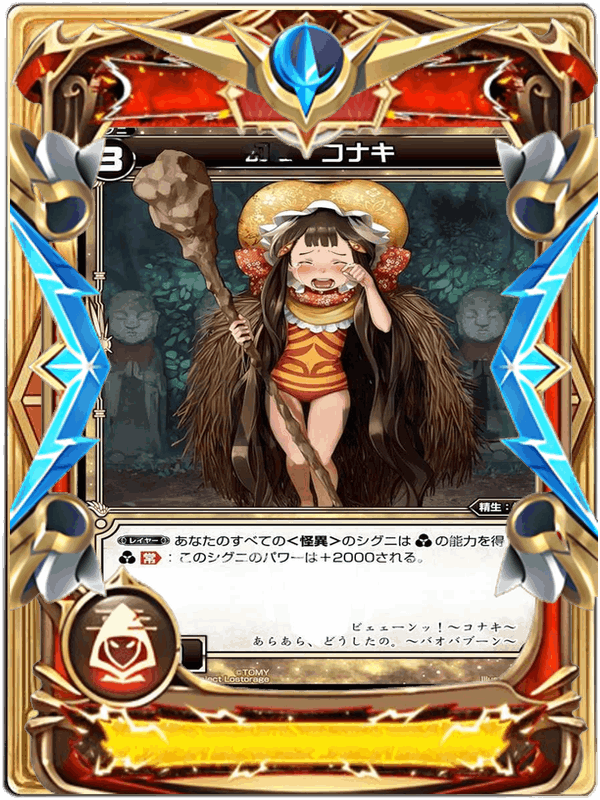 3
コナキ
精生:
レイヤー あなたのすべての<怪異>のシグニは の能力を得
常:このシグニのパワーは+2000される。
ビェェーンッ!~コナキ~
あらあら、どうしたの。~バオバブーン~
©TOMY
ject Lostorage
Illus